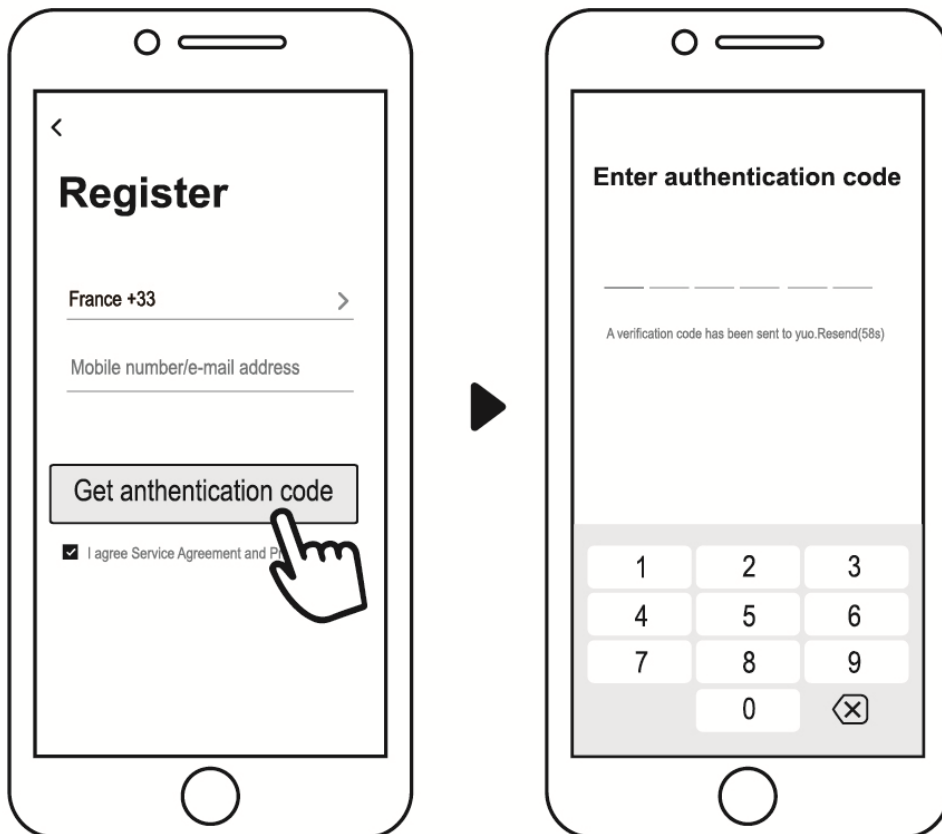 Register
France +33
Mobile number/e-mail address
Get anthentication code
I agree Service Agreement and
Enter authentication code
A verification code has been sent to yuo.Resend(58s)
1 2 3
4 5 6
7 8 9
0